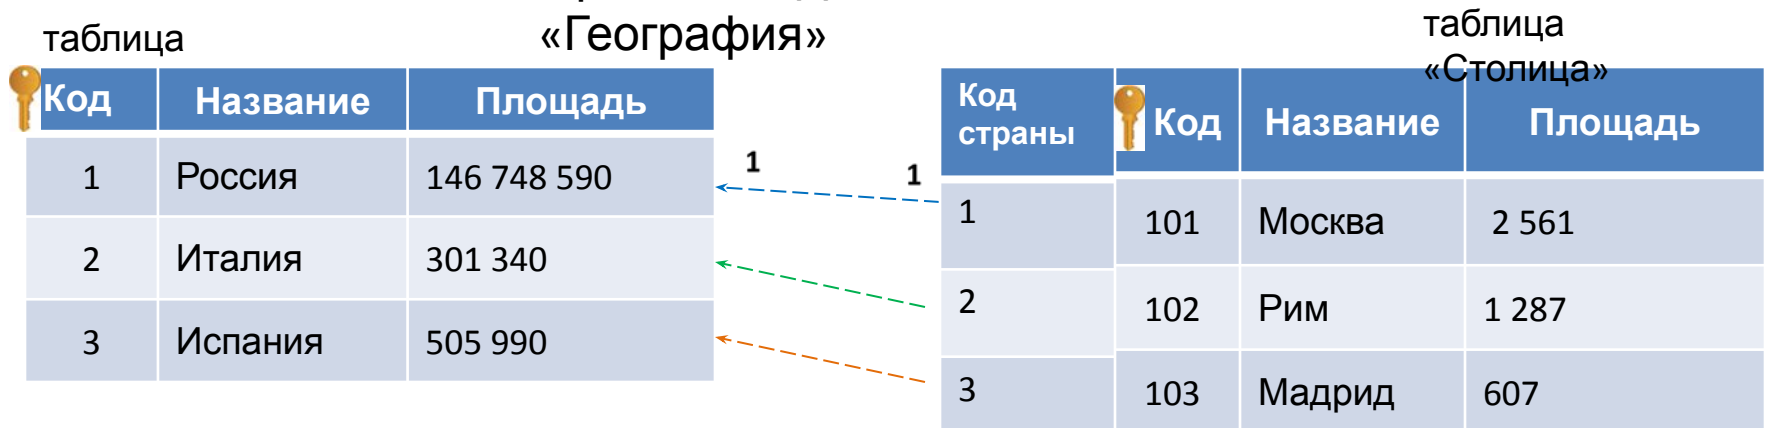 «География»
таблица
Код Название Площадь
1 Россия 146 748 590
2 Италия 301 340
3 Испания 505 990
1 1
таблица
«Столица»
Код страны Код Название Площадь
1 101 Москва 2 561
2 102 Рим 1 287
3 103 Мадрид 607